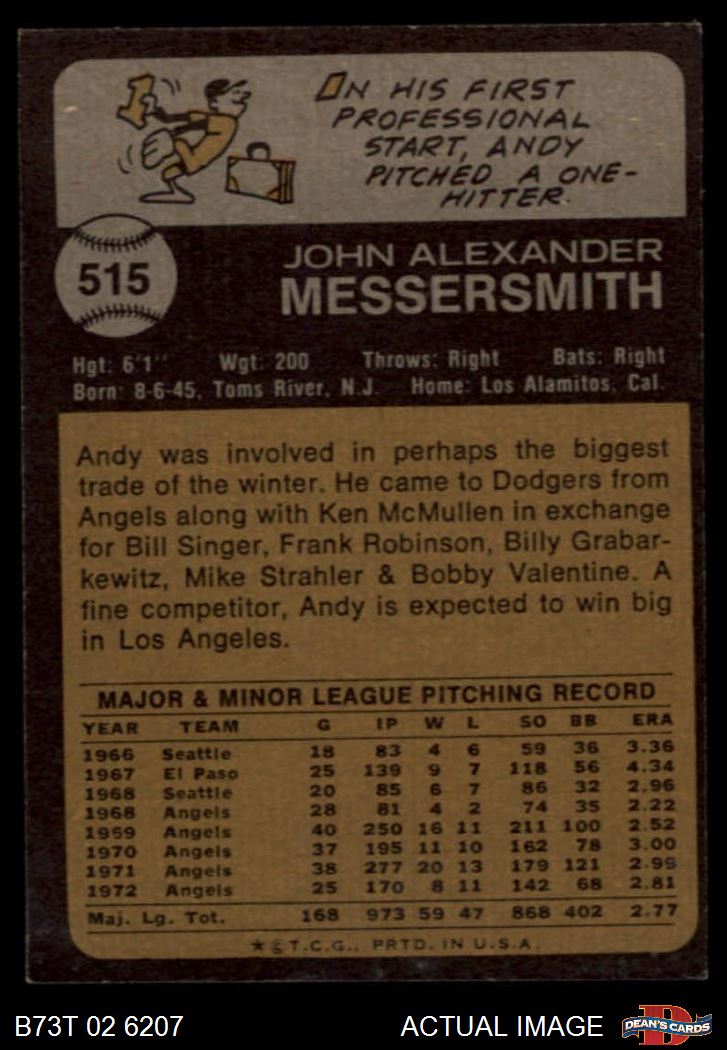 IN HIS FIRST
PROFESSIONAL
START, ANDY
PITCHED A ONE-
HITTER.
515
JOHN ALEXANDER
MESSERSMITH
Hgt: 6'1" Wgt: 200 Throws: Right Bats: Right
Born: 8-6-45, Toms River, N.J. Home: Los Alamitos, Cal.
Andy was involved in perhaps the biggest
trade of the winter. He came to Dodgers from
Angels along with Ken McMullen in exchange
for Bill Singer, Frank Robinson, Billy Grabar-
kewitz, Mike Strahler & Bobby Valentine. A
fine competitor, Andy is expected to win big
in Los Angeles.
MAJOR & MINOR LEAGUE PITCHING RECORD
YEAR TEAM G IP W L SO BB ERA
1966 Seattle 18 83 4 6 59 36 3.36
1967 El Paso 25 139 9 7 118 56 4.34
1968 Seattle 20 85 6 7 86 32 2.96
1968 Angels 28 81 4 2 74 35 2.22
1969 Angels 40 250 16 11 211 100 2.52
1970 Angels 37 195 11 10 162 78 3.00
1971 Angels 38 277 20 13 179 121 2.99
1972 Angels 25 170 8 11 142 68 2.81
Maj. Lg. Tot. 168 973 59 47 868 402 2.77
★ © T.C.G., PRTD. IN U.S.A.
B73T 02 6207 ACTUAL IMAGE
D
DEAN'S CARDS